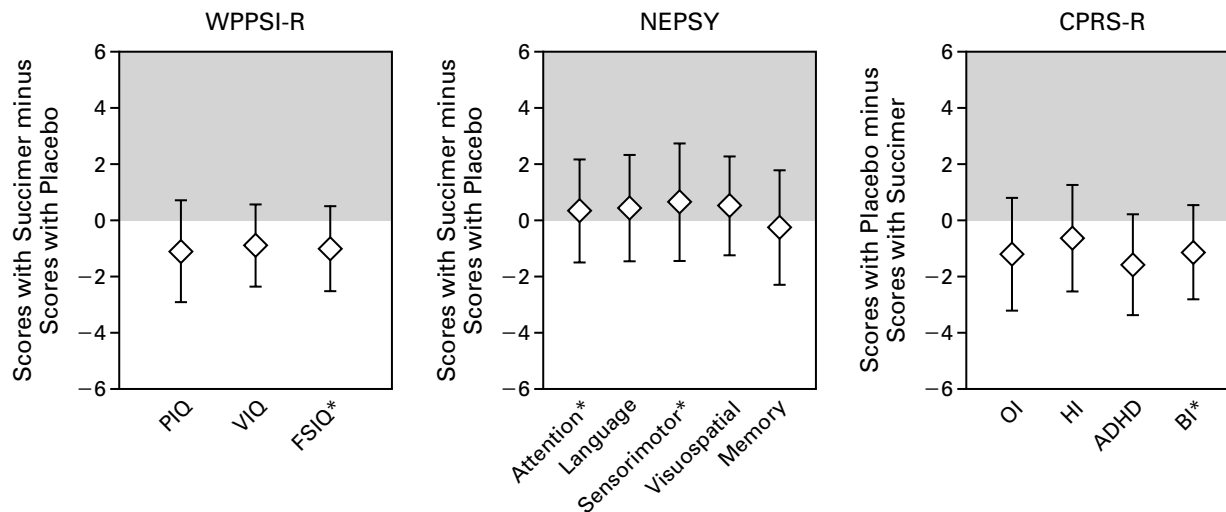 WPPSI-R
Scores with Succimer minus
Scores with Placebo
6
4
2
0
−2
−4
−6
PIQ
VIQ
FSIQ*
NEPSY
Scores with Succimer minus
Scores with Placebo
6
4
2
0
−2
−4
−6
Attention*
Language
Sensorimotor*
Visuospatial
Memory
CPRS-R
Scores with Placebo minus
Scores with Succimer
6
4
2
0
−2
−4
−6
OI
HI
ADHD
BI*